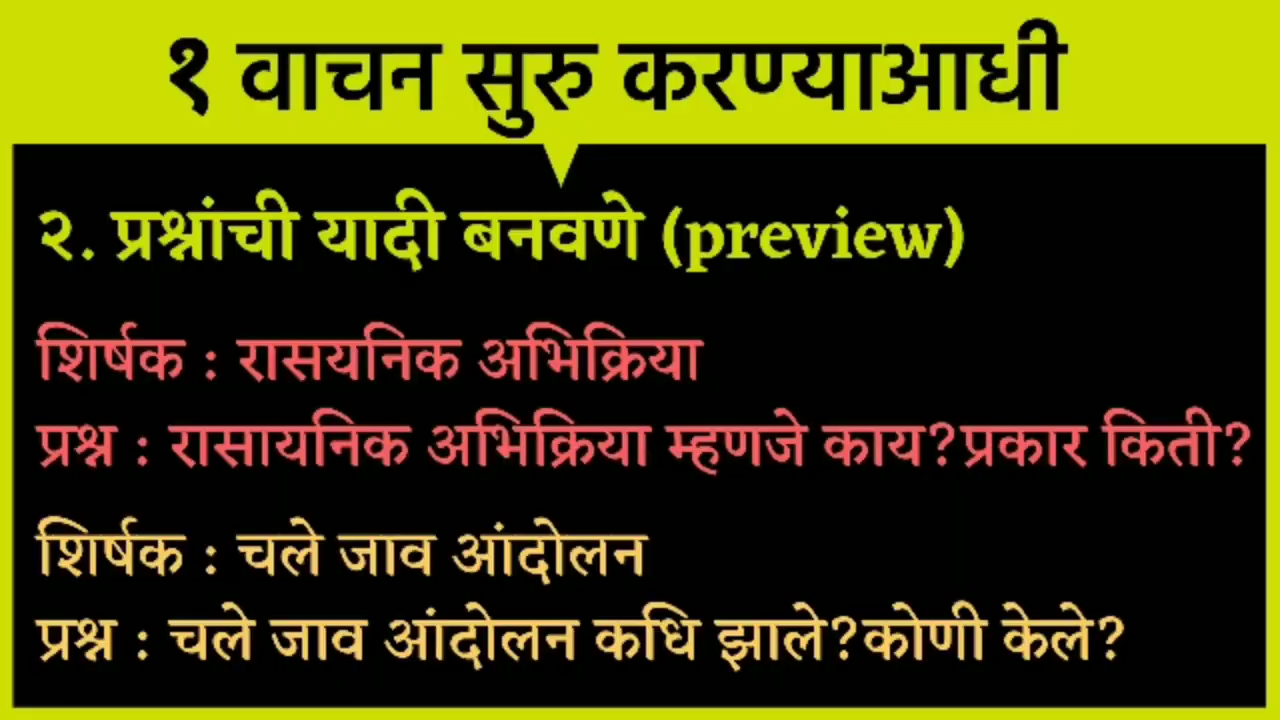 १ वाचन सुरु करण्याआधी
२. प्रश्नांची यादी बनवणे (preview)
शिर्षक : रासयनिक अभिक्रिया
प्रश्न : रासायनिक अभिक्रिया म्हणजे काय?प्रकार किती?
शिर्षक : चले जाव आंदोलन
प्रश्न : चले जाव आंदोलन कधि झाले?कोणी केले?